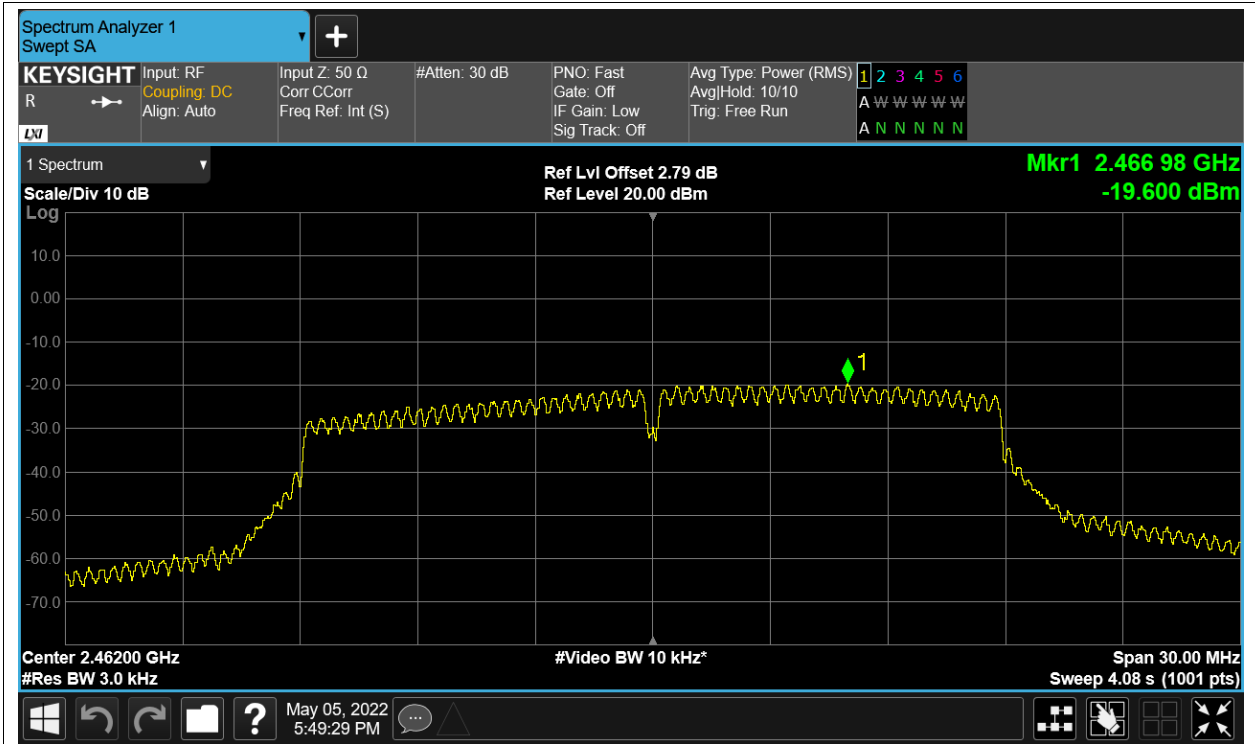 Spectrum Analyzer 1
Swept SA
KEYSIGHT
R
LXI
Input: RF
Coupling: DC
Align: Auto
Input Z: 50 Ω
Corr CCorr
Freq Ref: Int (S)
#Atten: 30 dB
PNO: Fast
Gate: Off
IF Gain: Low
Sig Track: Off
Avg Type: Power (RMS)
Avg|Hold: 10/10
Trig: Free Run
1 2 3 4 5 6
A W W W W W
A N N N N N
1 Spectrum
Scale/Div 10 dB
Log
Ref Lvl Offset 2.79 dB
Ref Level 20.00 dBm
Mkr1 2.466 98 GHz
-19.600 dBm
10.0
0.00
-10.0
1
-20.0
-30.0
-40.0
-50.0
-60.0
-70.0
Center 2.46200 GHz
#Video BW 10 kHz*
Span 30.00 MHz
#Res BW 3.0 kHz
Sweep 4.08 s (1001 pts)
?
May 05, 2022
5:49:29 PM